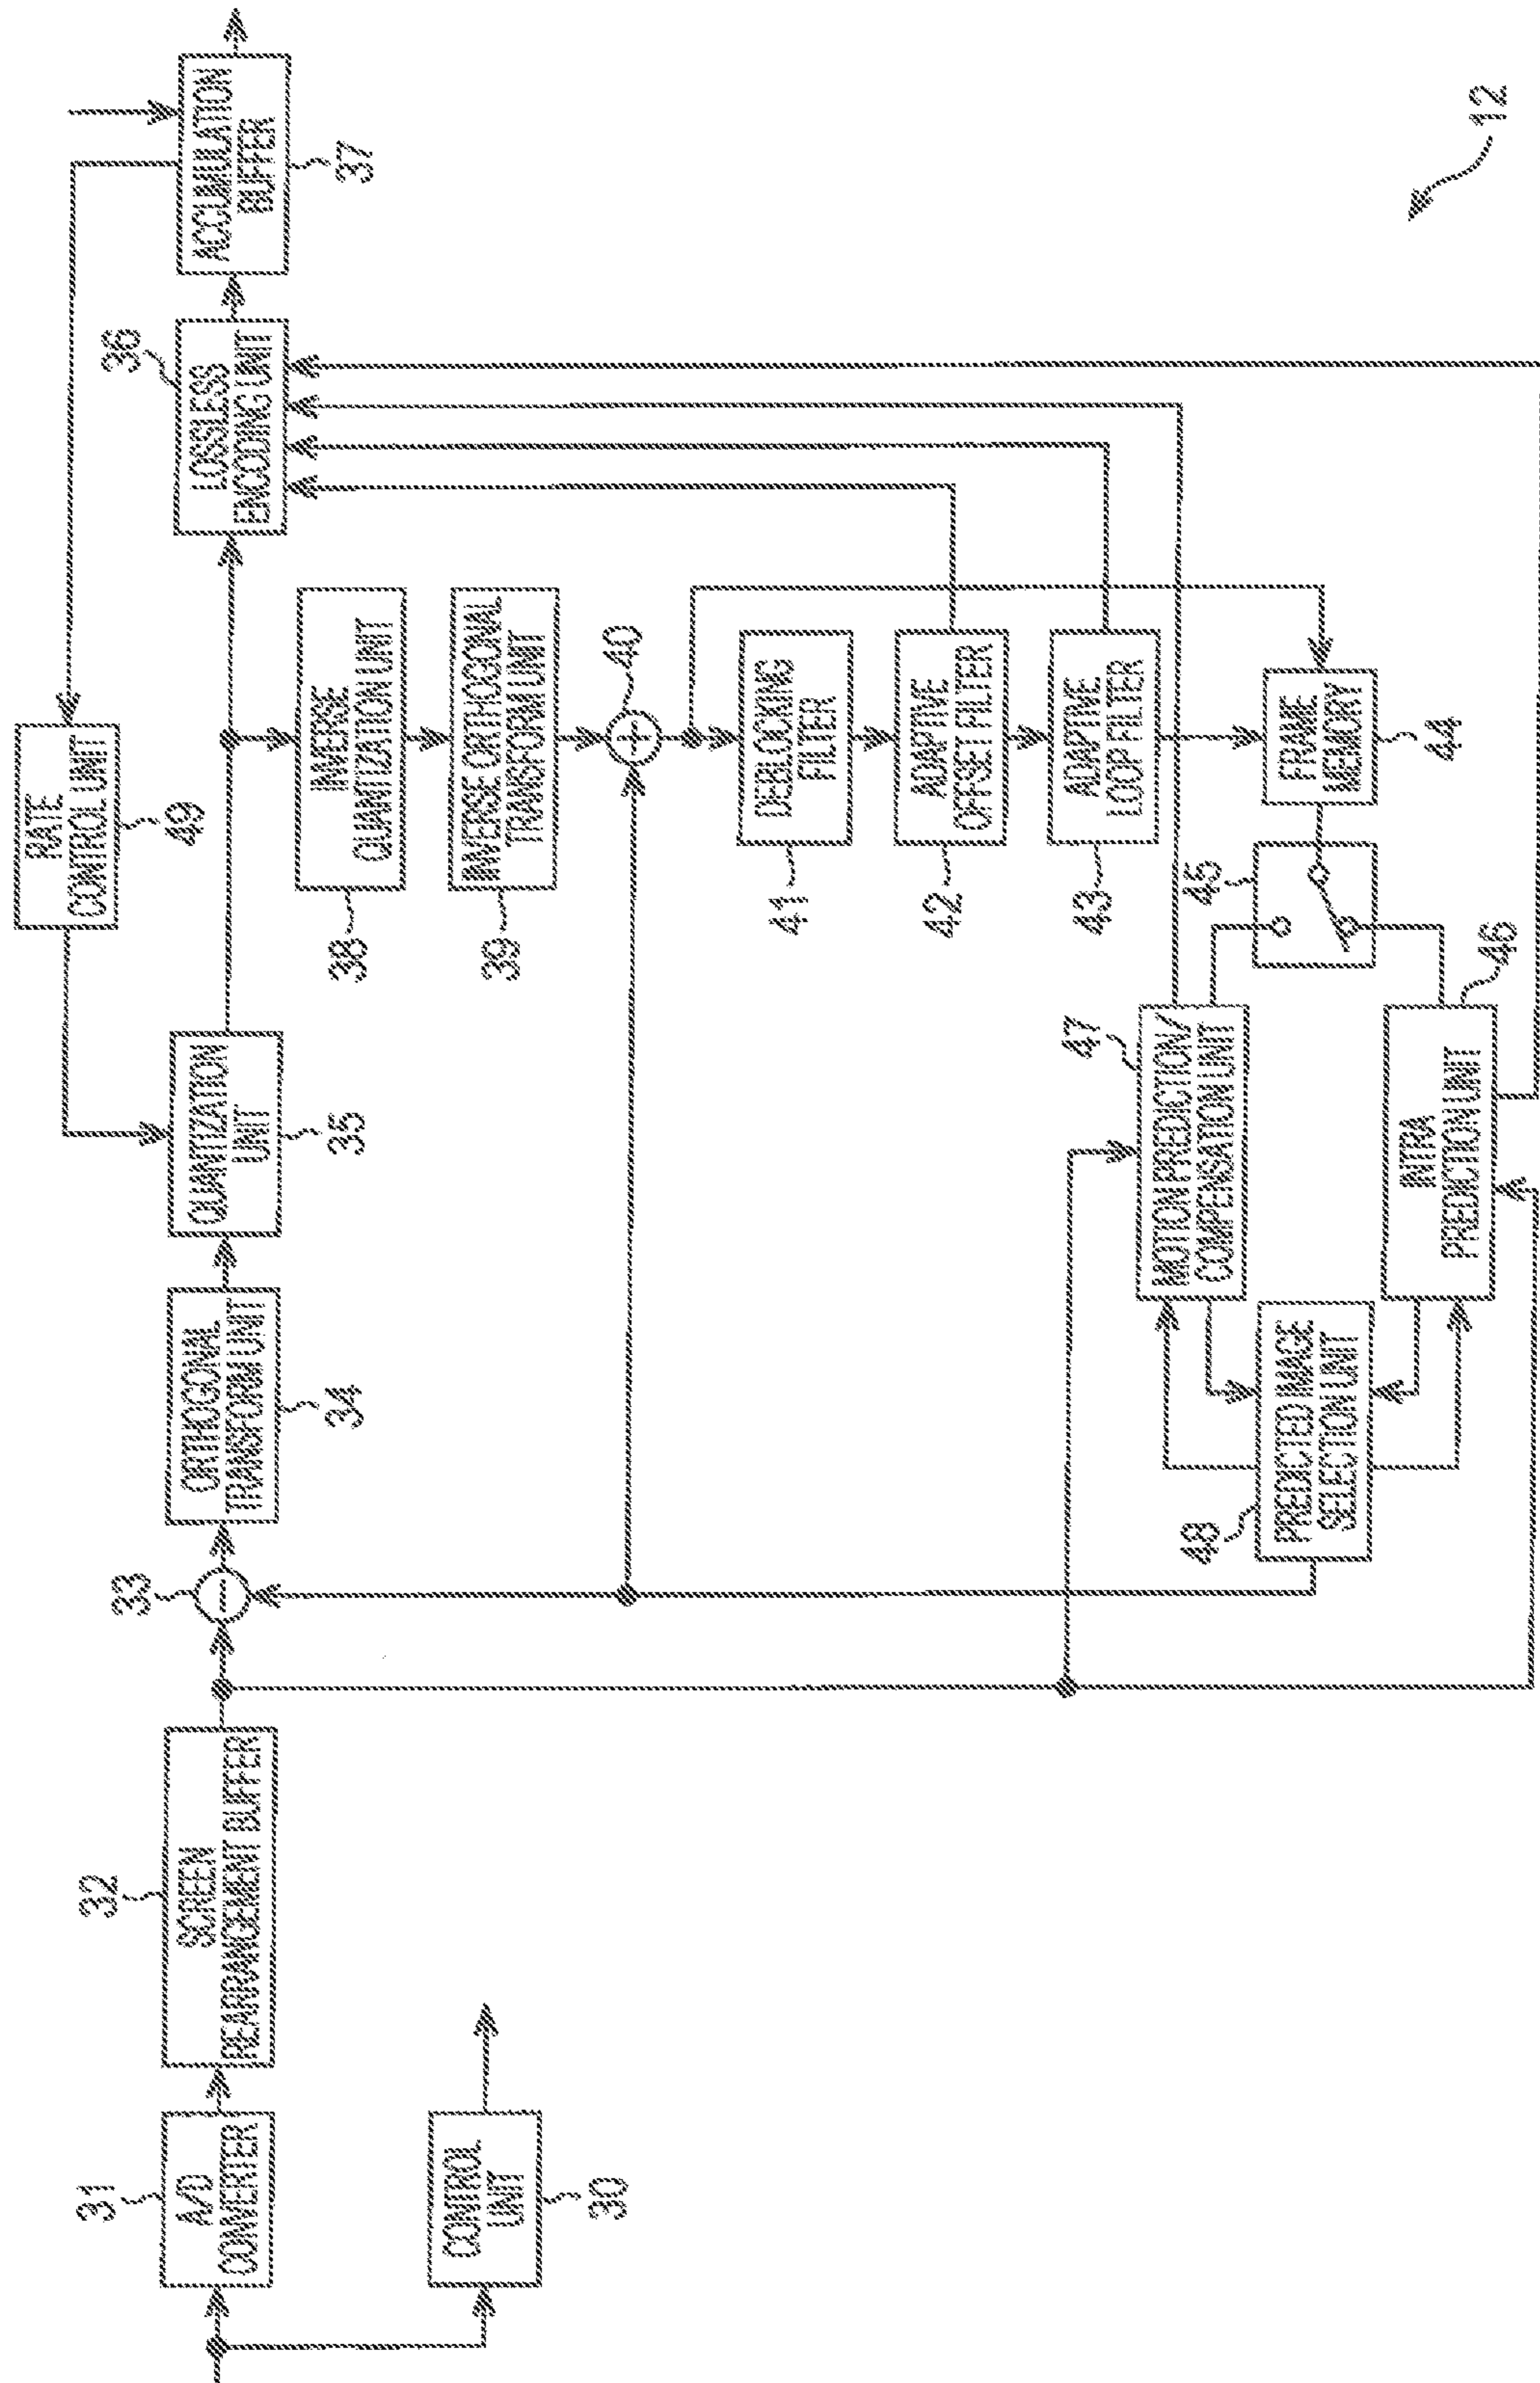 12
RATE
CONTROL UNIT
49
31
A/D
CONVERTER
32
SCREEN
REARRANGEMENT BUFFER
33
ORTHOGONAL
TRANSFORM UNIT
34
QUANTIZATION
UNIT
35
36
LOSSLESS
ENCODING UNIT
ACCUMULATION
BUFFER
37
CONTROL
UNIT
30
38
INVERSE
QUANTIZATION UNIT
39
INVERSE ORTHOGONAL
TRANSFORM UNIT
40
41
DEBLOCKING
FILTER
42
ADAPTIVE
OFFSET FILTER
43
ADAPTIVE
LOOP FILTER
47
MOTION PREDICTION/
COMPENSATION UNIT
45
FRAME
MEMORY
44
48
PREDICTED IMAGE
SELECTION UNIT
INTRA
PREDICTION UNIT
46